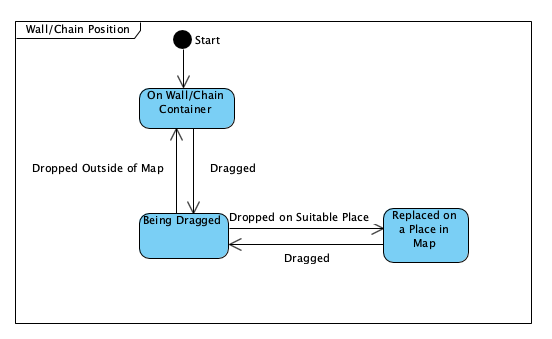 Wall/Chain Position
Start
On Wall/Chain
Container
Dropped Outside of Map
Dragged
Being Dragged
Dropped on Suitable Place
Replaced on
a Place in
Map
Dragged